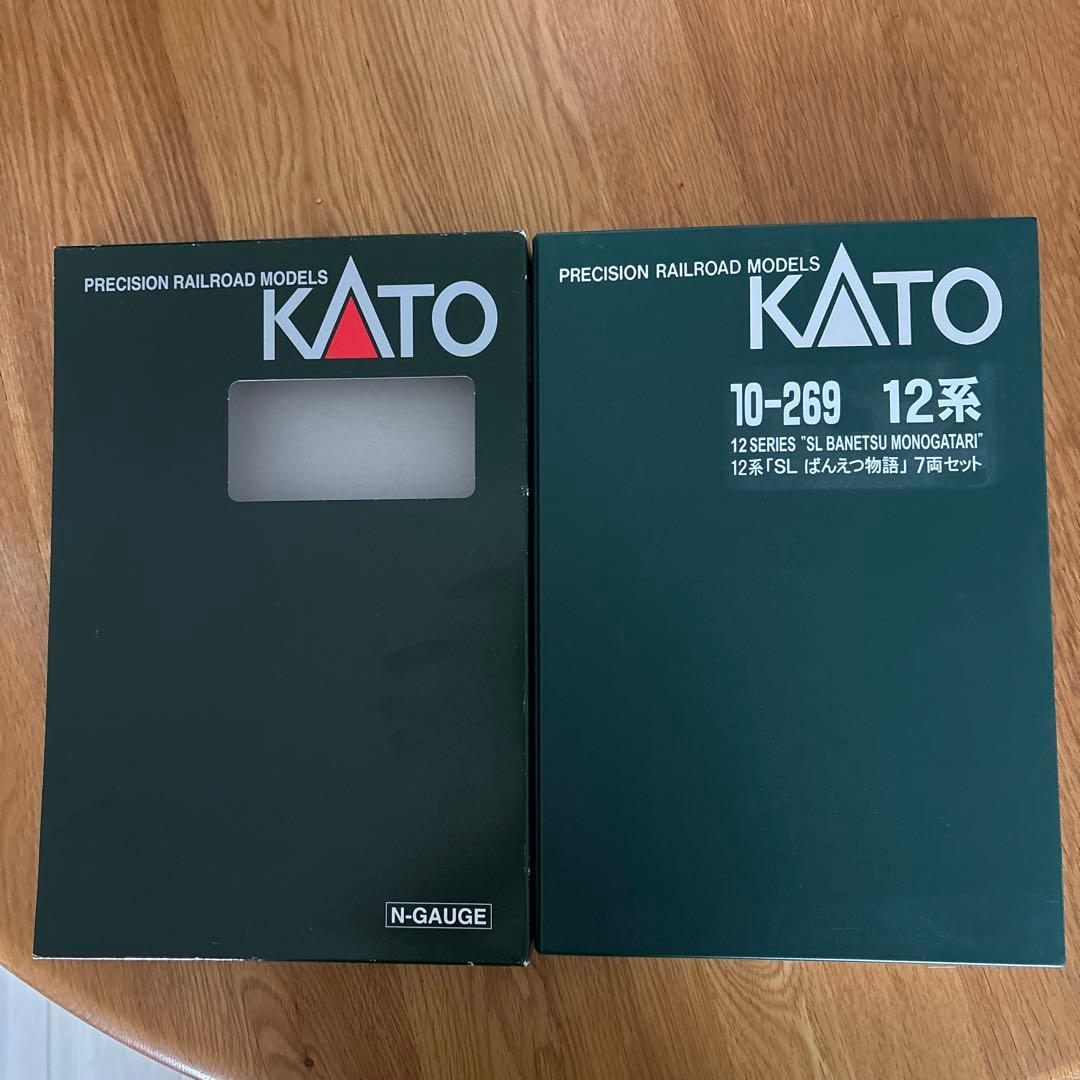 PRECISION RAILROAD MODELS
KATO
N-GAUGE
PRECISION RAILROAD MODELS
KATO
10-269 12系
12 SERIES "SL BANETSU MONOGATARI"
12系「SL ばんえつ物語」7両セット